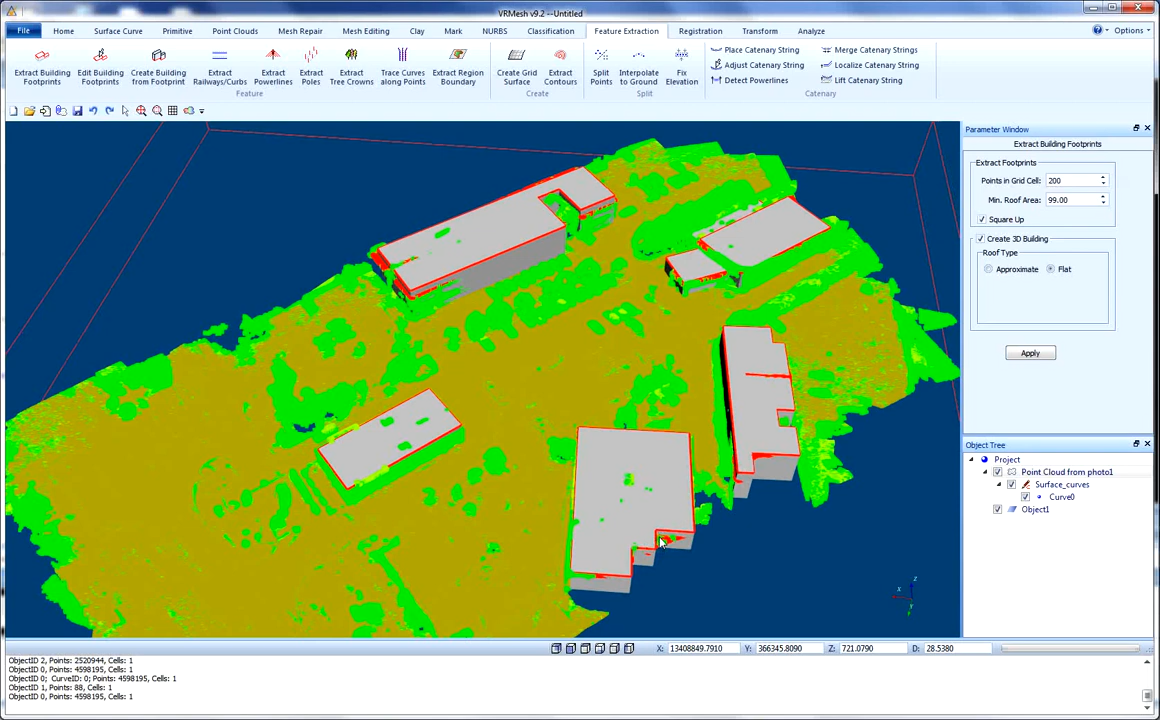 VRMesh v9.2 --Untitled
File Home Surface Curve Primitive Point Clouds Mesh Repair Mesh Editing Clay Mark NURBS Classification Feature Extraction Registration Transform Analyze Options
Extract Building Footprints
Edit Building Footprints
Create Building from Footprint
Extract Railways/Curbs
Extract Powerlines
Extract Poles
Extract Tree Crowns
Trace Curves along Points
Extract Region Boundary
Create Grid Surface
Extract Contours
Split Points
Interpolate to Ground
Fix Elevation
Place Catenary String
Adjust Catenary String
Detect Powerlines
Merge Catenary Strings
Localize Catenary String
Lift Catenary String
Feature Create Split Catenary
Parameter Window
Extract Building Footprints
Extract Footprints
Points in Grid Cell: 200
Min. Roof Area: 99.00
Square Up
Create 3D Building
Roof Type
Approximate Flat
Apply
Object Tree
Project
Point Cloud from photo1
Surface_curves
Curve0
Object1
z
x
y
X: 13408849.7910 Y: 366345.8090 Z: 721.0790 D: 28.5380
ObjectID 2, Points: 2520944, Cells: 1
ObjectID 0, Points: 4598195, Cells: 1
ObjectID 0; CurveID: 0; Points: 4598195, Cells: 1
ObjectID 1, Points: 88, Cells: 1
ObjectID 0, Points: 4598195, Cells: 1